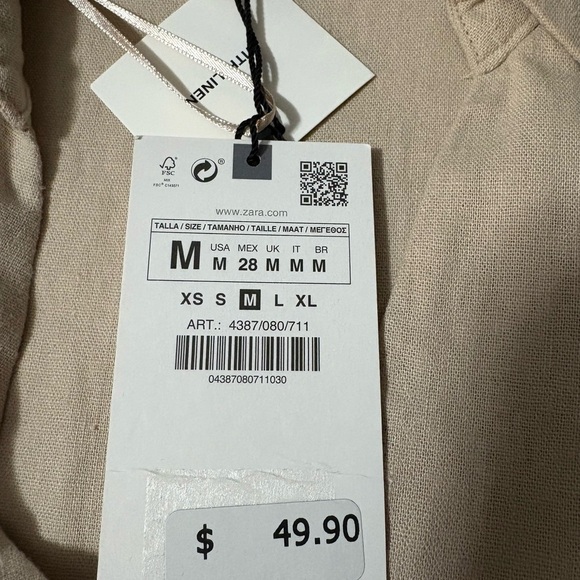 LINEN
FSC
MIX
®
www.zara.com
TALLA / SIZE / TAMANHO / TAILLE / MAAT / ΜΕΓΕΘΟΣ
M USA MEX UK IT BR
M 28 M M M
XS S M L XL
ART.: 4387/080/711
04387080711030
$ 49.90